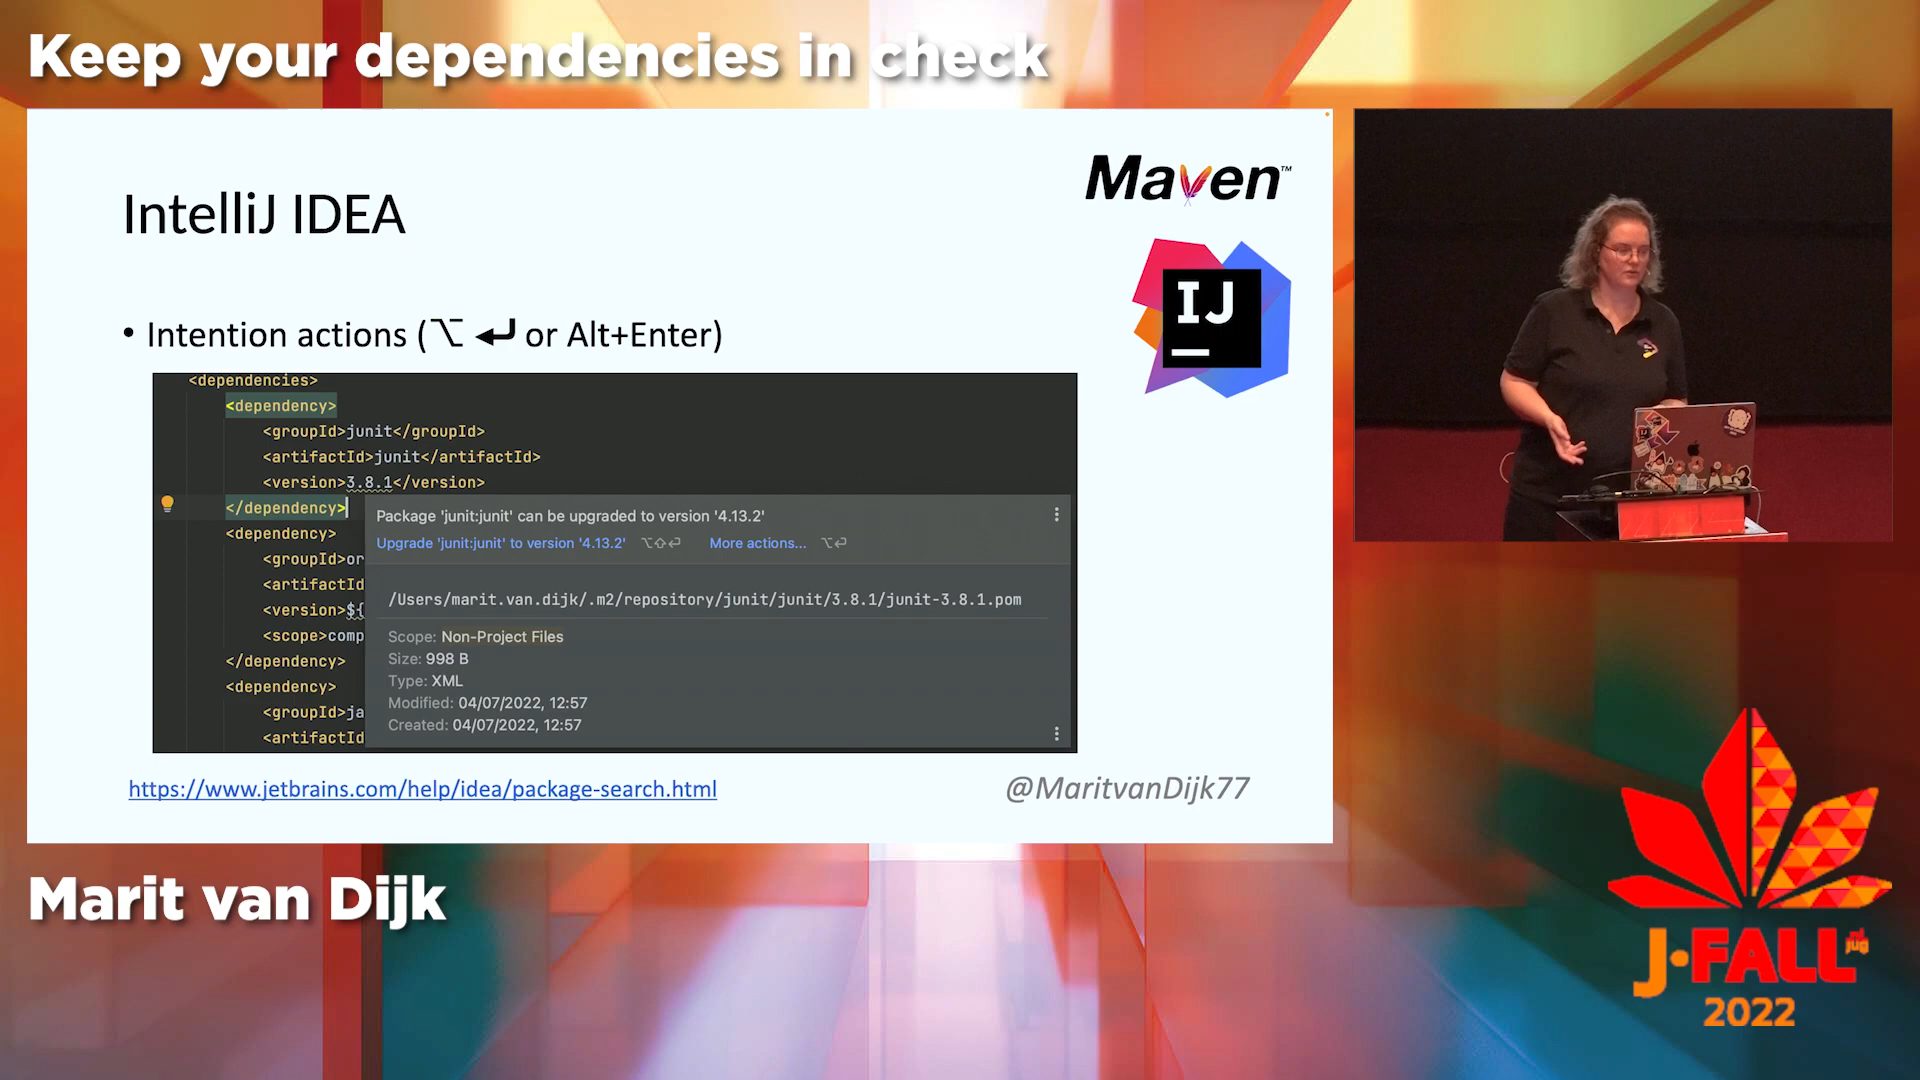 Keep your dependencies in check
IntelliJ IDEA
Maven™
IJ
• Intention actions (⌥ ↵ or Alt+Enter)
<dependencies>
<dependency>
<groupId>junit</groupId>
<artifactId>junit</artifactId>
<version>3.8.1</version>
</dependency>
<dependency>
<groupId>or
<artifactId
<version>${
<scope>comp
</dependency>
<dependency>
<groupId>ja
<artifactId
Package 'junit:junit' can be upgraded to version '4.13.2'
Upgrade 'junit:junit' to version '4.13.2' ⌥⇧⏎ More actions... ⌥⏎
/Users/marit.van.dijk/.m2/repository/junit/junit/3.8.1/junit-3.8.1.pom
Scope: Non-Project Files
Size: 998 B
Type: XML
Modified: 04/07/2022, 12:57
Created: 04/07/2022, 12:57
https://www.jetbrains.com/help/idea/package-search.html
@MaritvanDijk77
Marit van Dijk
J-FALL
nl
jug
2022